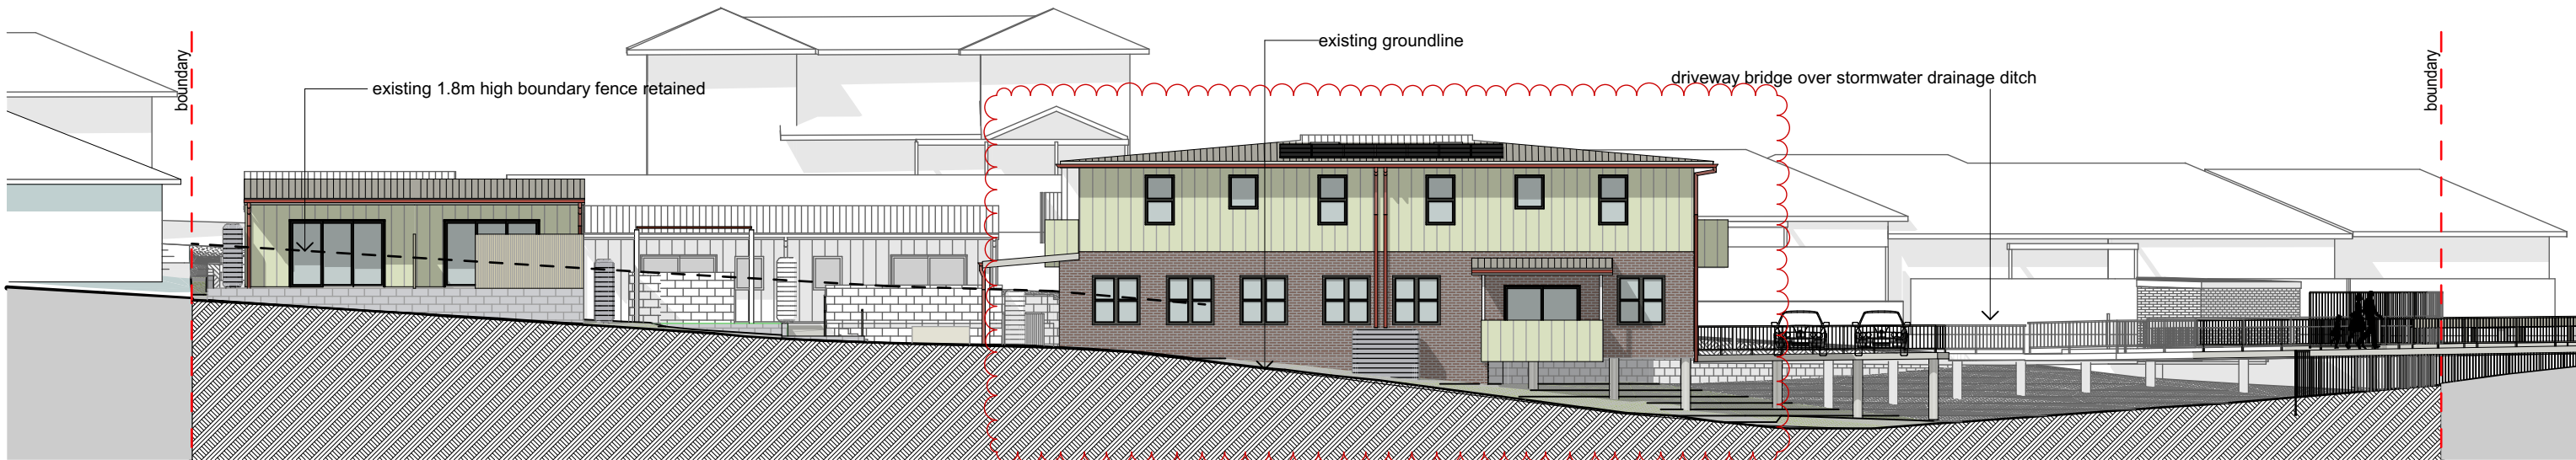 boundary
existing 1.8m high boundary fence retained
existing groundline
driveway bridge over stormwater drainage ditch
boundary